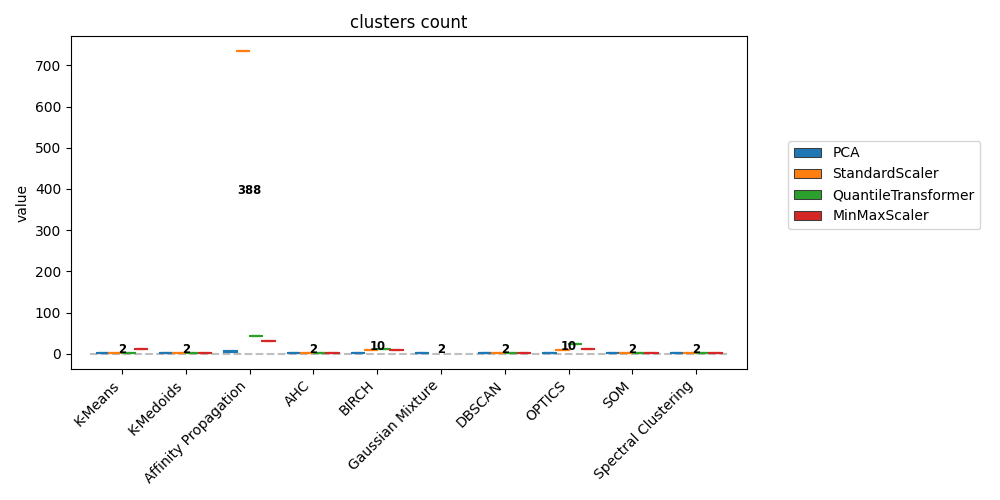 clusters count
value
700
600
500
400
300
200
100
0
388
2
2
2
10
2
2
10
2
2
K-Means
K-Medoids
Affinity Propagation
AHC
BIRCH
Gaussian Mixture
DBSCAN
OPTICS
SOM
Spectral Clustering
PCA
StandardScaler
QuantileTransformer
MinMaxScaler